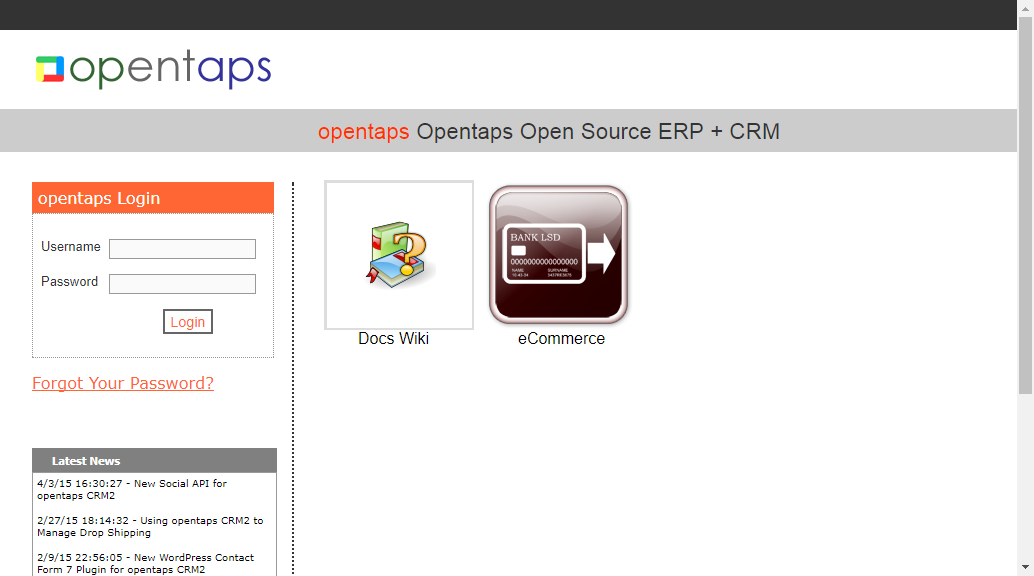 opentaps
opentaps Opentaps Open Source ERP + CRM
opentaps Login
Username
Password
Login
Forgot Your Password?
Latest News
4/3/15 16:30:27 - New Social API for
opentaps CRM2
2/27/15 18:14:32 - Using opentaps CRM2 to
Manage Drop Shipping
2/9/15 22:56:05 - New WordPress Contact
Form 7 Plugin for opentaps CRM2
BANK LSD
0000000000000000
NAME SURNAME
Docs Wiki
eCommerce